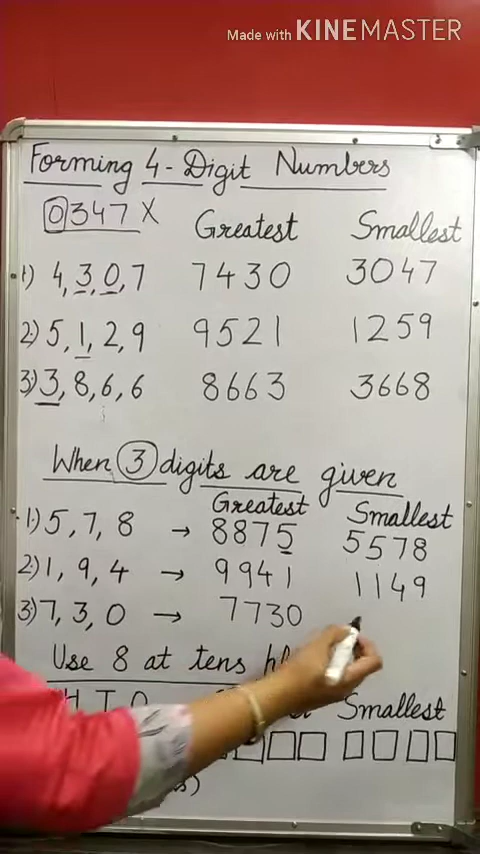 Made with KINEMASTER
Forming 4-Digit Numbers
0347 X Greatest Smallest
1) 4, 3, 0, 7 7430 3047
2) 5, 1, 2, 9 9521 1259
3) 3, 8, 6, 6 8663 3668
When 3 digits are given
Greatest Smallest
1) 5, 7, 8 → 8875 5578
2) 1, 9, 4 → 9941 1149
3) 7, 3, 0 → 7730
Use 8 at tens
H T O Smallest